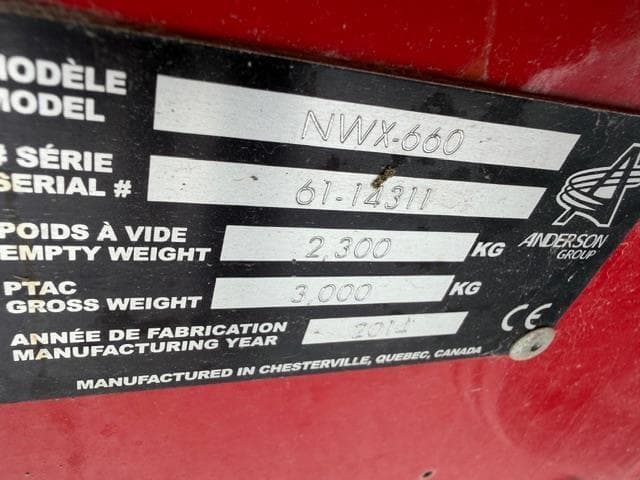 MODÈLE
MODEL NWX-660
# SÉRIE
SERIAL # 61-14311
POIDS À VIDE
EMPTY WEIGHT 2,300 KG
PTAC
GROSS WEIGHT 3,000 KG
ANNÉE DE FABRICATION
MANUFACTURING YEAR 2014
MANUFACTURED IN CHESTERVILLE, QUEBEC, CANADA
ANDERSON
GROUP
CE